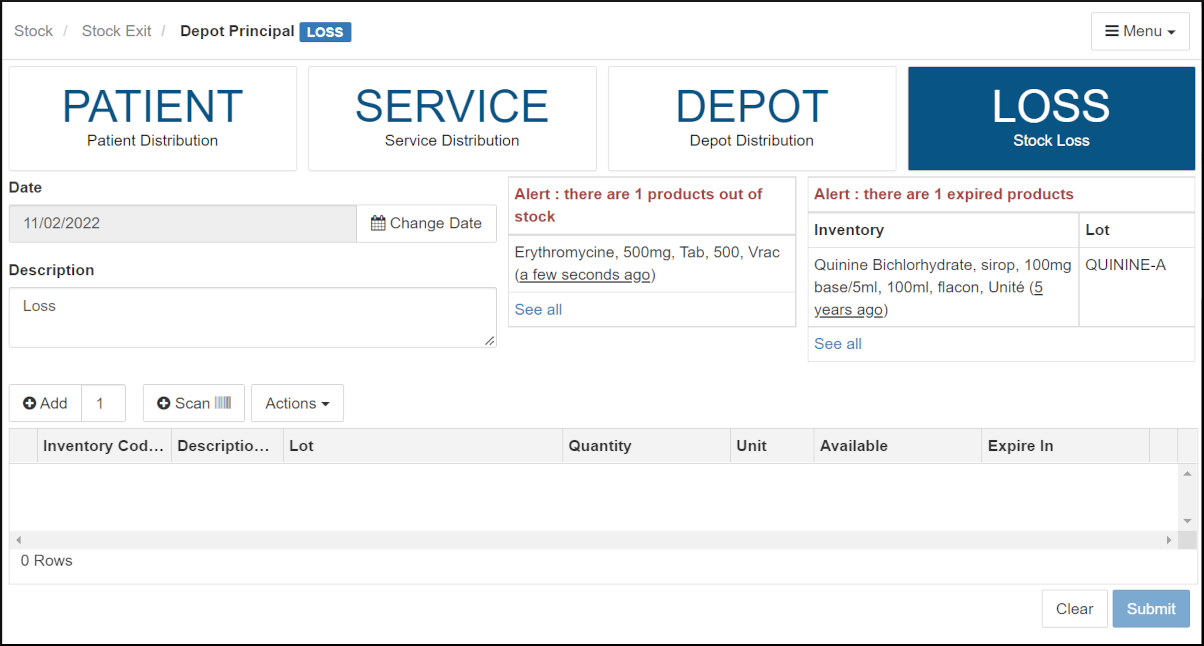 Stock / Stock Exit / Depot Principal LOSS
Menu
PATIENT
Patient Distribution
SERVICE
Service Distribution
DEPOT
Depot Distribution
LOSS
Stock Loss
Date
11/02/2022
Change Date
Description
Loss
Alert : there are 1 products out of
stock
Erythromycine, 500mg, Tab, 500, Vrac
(a few seconds ago)
See all
Alert : there are 1 expired products
Inventory Lot
Quinine Bichlorhydrate, sirop, 100mg QUININE-A
base/5ml, 100ml, flacon, Unité (5
years ago)
See all
Add 1 Scan Actions
Inventory Cod... Descriptio... Lot Quantity Unit Available Expire In
0 Rows
Clear Submit